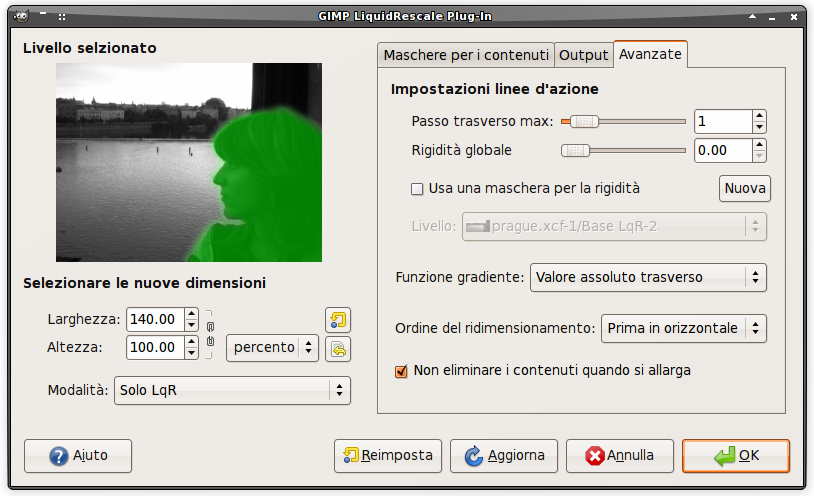 GIMP LiquidRescale Plug-In
Livello selzionato
Maschere per i contenuti
Output
Avanzate
Impostazioni linee d'azione
Passo trasverso max:
1
Rigidità globale
0.00
Usa una maschera per la rigidità
Nuova
Livello:
prague.xcf-1/Base LqR-2
Selezionare le nuove dimensioni
Funzione gradiente:
Valore assoluto trasverso
Larghezza:
140.00
Ordine del ridimensionamento:
Prima in orizzontale
Altezza:
100.00
percento
Non eliminare i contenuti quando si allarga
Modalità:
Solo LqR
Aiuto
Reimposta
Aggiorna
Annulla
OK